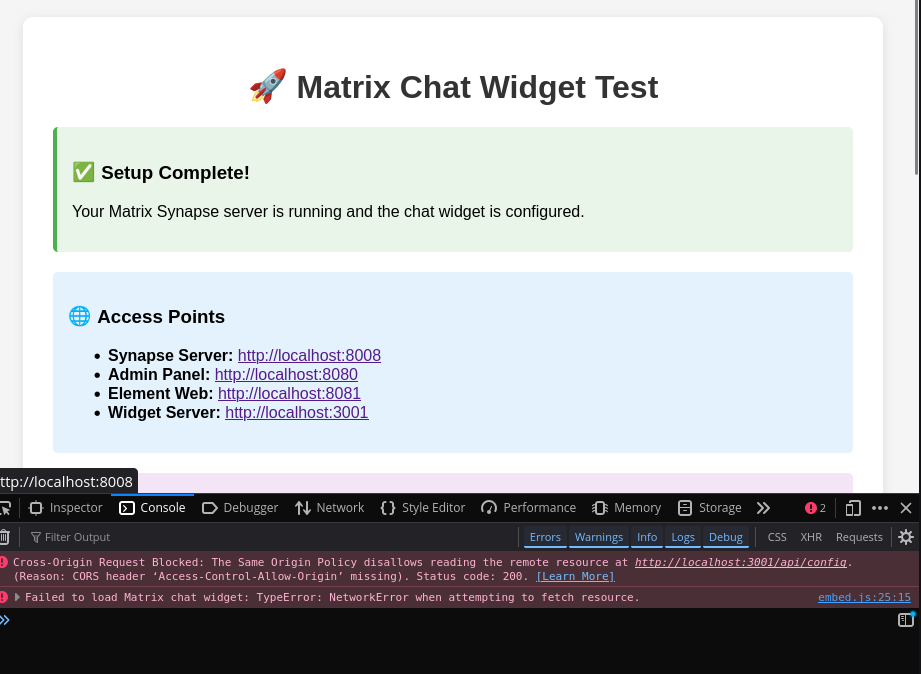 🚀 Matrix Chat Widget Test
✅ Setup Complete!
Your Matrix Synapse server is running and the chat widget is configured.
🌐 Access Points
• Synapse Server: http://localhost:8008
• Admin Panel: http://localhost:8080
• Element Web: http://localhost:8081
• Widget Server: http://localhost:3001
ttp://localhost:8008
Inspector Console Debugger Network Style Editor Performance Memory Storage 2
Filter Output Errors Warnings Info Logs Debug CSS XHR Requests
Cross-Origin Request Blocked: The Same Origin Policy disallows reading the remote resource at http://localhost:3001/api/config.
(Reason: CORS header ‘Access-Control-Allow-Origin’ missing). Status code: 200. [Learn More]
Failed to load Matrix chat widget: TypeError: NetworkError when attempting to fetch resource. embed.js:25:15